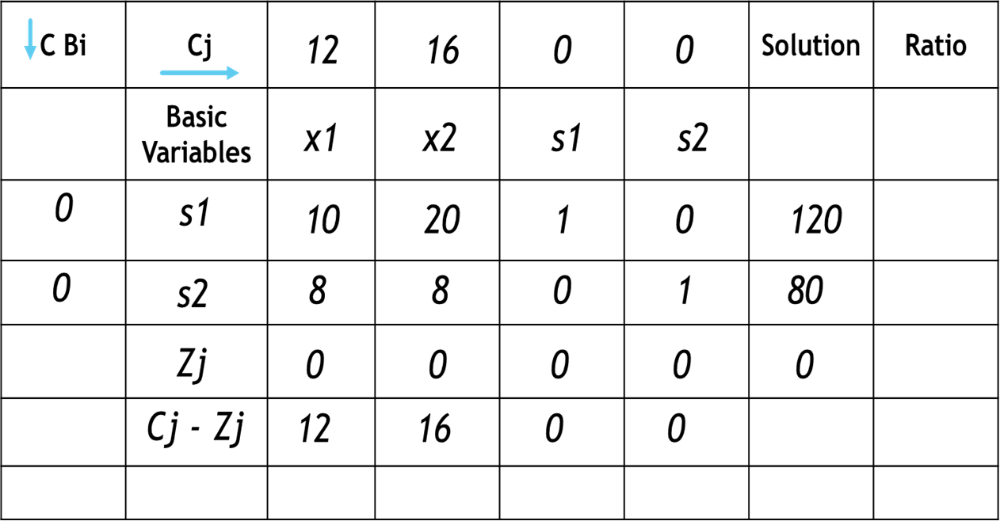 C Bi Cj 12 16 0 0 Solution Ratio
Basic
Variables x1 x2 s1 s2
0 s1 10 20 1 0 120
0 s2 8 8 0 1 80
Zj 0 0 0 0 0
Cj - Zj 12 16 0 0